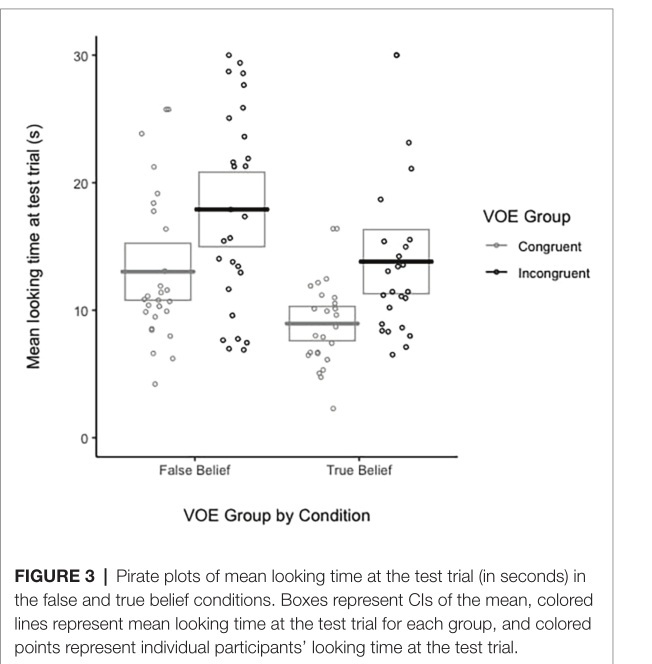 Mean looking time at test trial (s)
30
20
10
0
False Belief
True Belief
VOE Group by Condition
VOE Group
Congruent
Incongruent
FIGURE 3 | Pirate plots of mean looking time at the test trial (in seconds) in
the false and true belief conditions. Boxes represent CIs of the mean, colored
lines represent mean looking time at the test trial for each group, and colored
points represent individual participants’ looking time at the test trial.